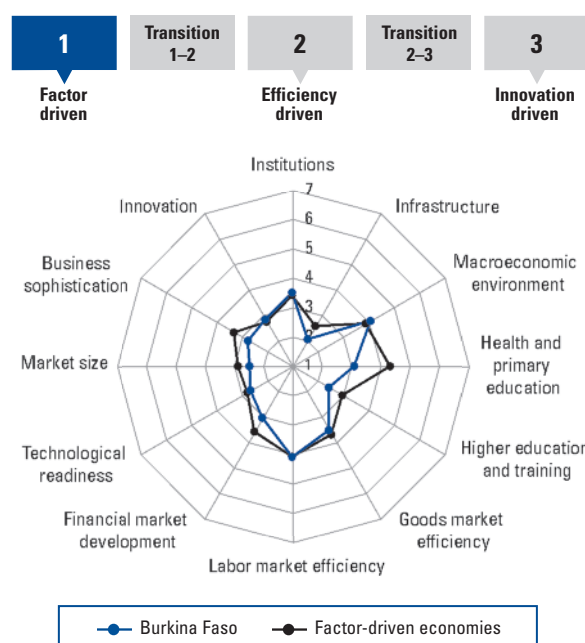 1
Transition
1–2
2
Transition
2–3
3
Factor
driven
Efficiency
driven
Innovation
driven
Institutions
7
Innovation
Infrastructure
6
5
Business
sophistication
Macroeconomic
environment
4
3
2
Market size
1
Health and
primary
education
Technological
readiness
Higher education
and training
Financial market
development
Goods market
efficiency
Labor market efficiency
Burkina Faso
Factor-driven economies